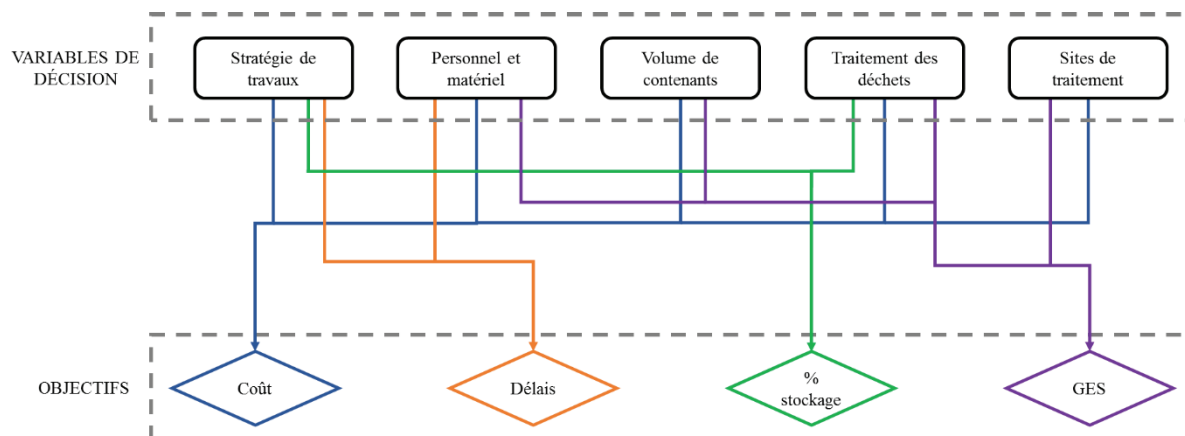 VARIABLES DE
DÉCISION
Stratégie de
travaux
Personnel et
matériel
Volume de
contenants
Traitement des
déchets
Sites de
traitement
OBJECTIFS
Coût
Délais
%
stockage
GES